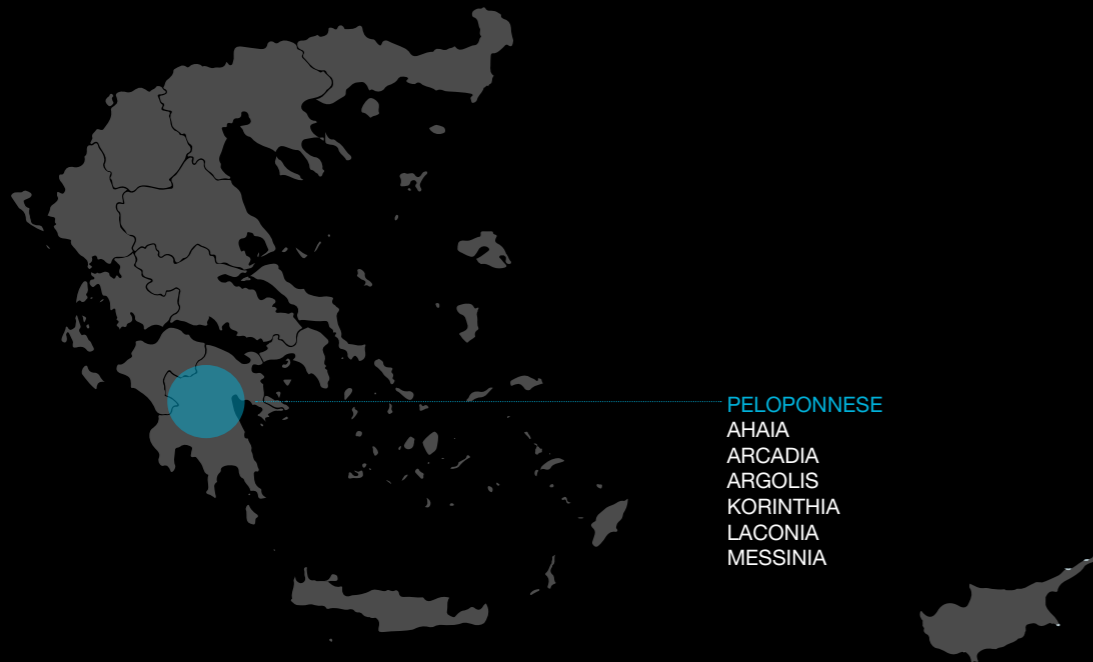 PELOPONNESE
AHAIA
ARCADIA
ARGOLIS
KORINTHIA
LACONIA
MESSINIA